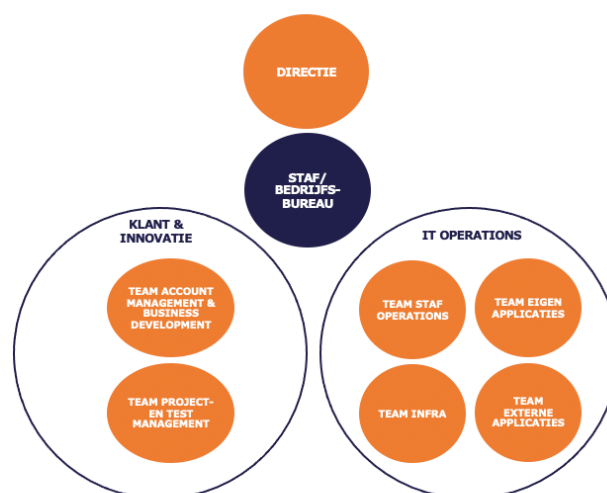 DIRECTIE
STAF/
BEDRIJFS-
BUREAU
KLANT &
INNOVATIE
TEAM ACCOUNT
MANAGEMENT &
BUSINESS
DEVELOPMENT
TEAM PROJECT-
EN TEST
MANAGEMENT
IT OPERATIONS
TEAM STAF
OPERATIONS
TEAM EIGEN
APPLICATIES
TEAM INFRA
TEAM
EXTERNE
APPLICATIES